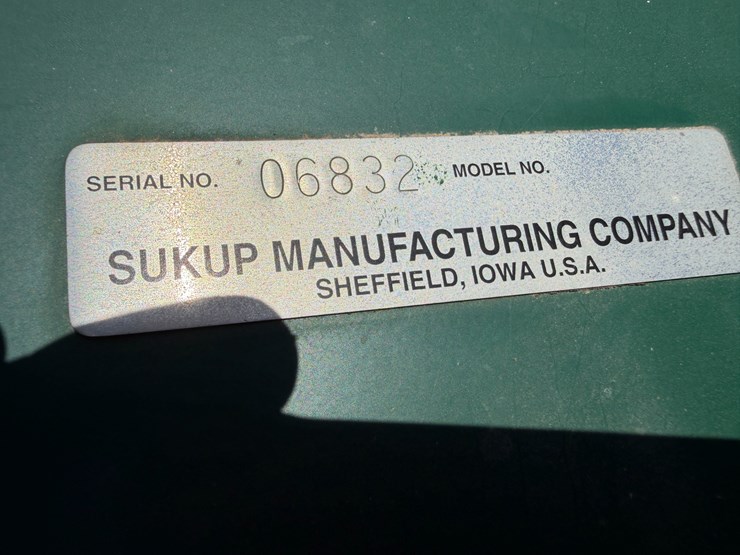 SERIAL NO. 06832 MODEL NO.
SUKUP MANUFACTURING COMPANY
SHEFFIELD, IOWA U.S.A.